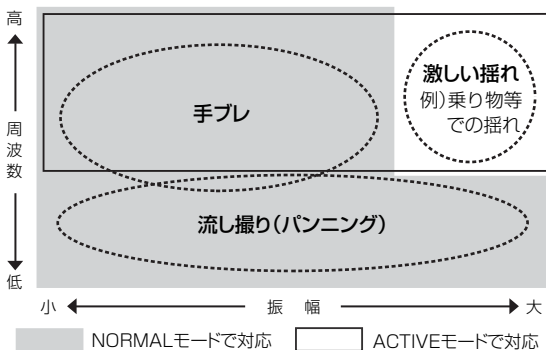 高
周波数
低
手ブレ
激しい揺れ
例)乗り物等
での揺れ
流し撮り(パンニング)
小 振 幅 大
NORMALモードで対応 ACTIVEモードで対応